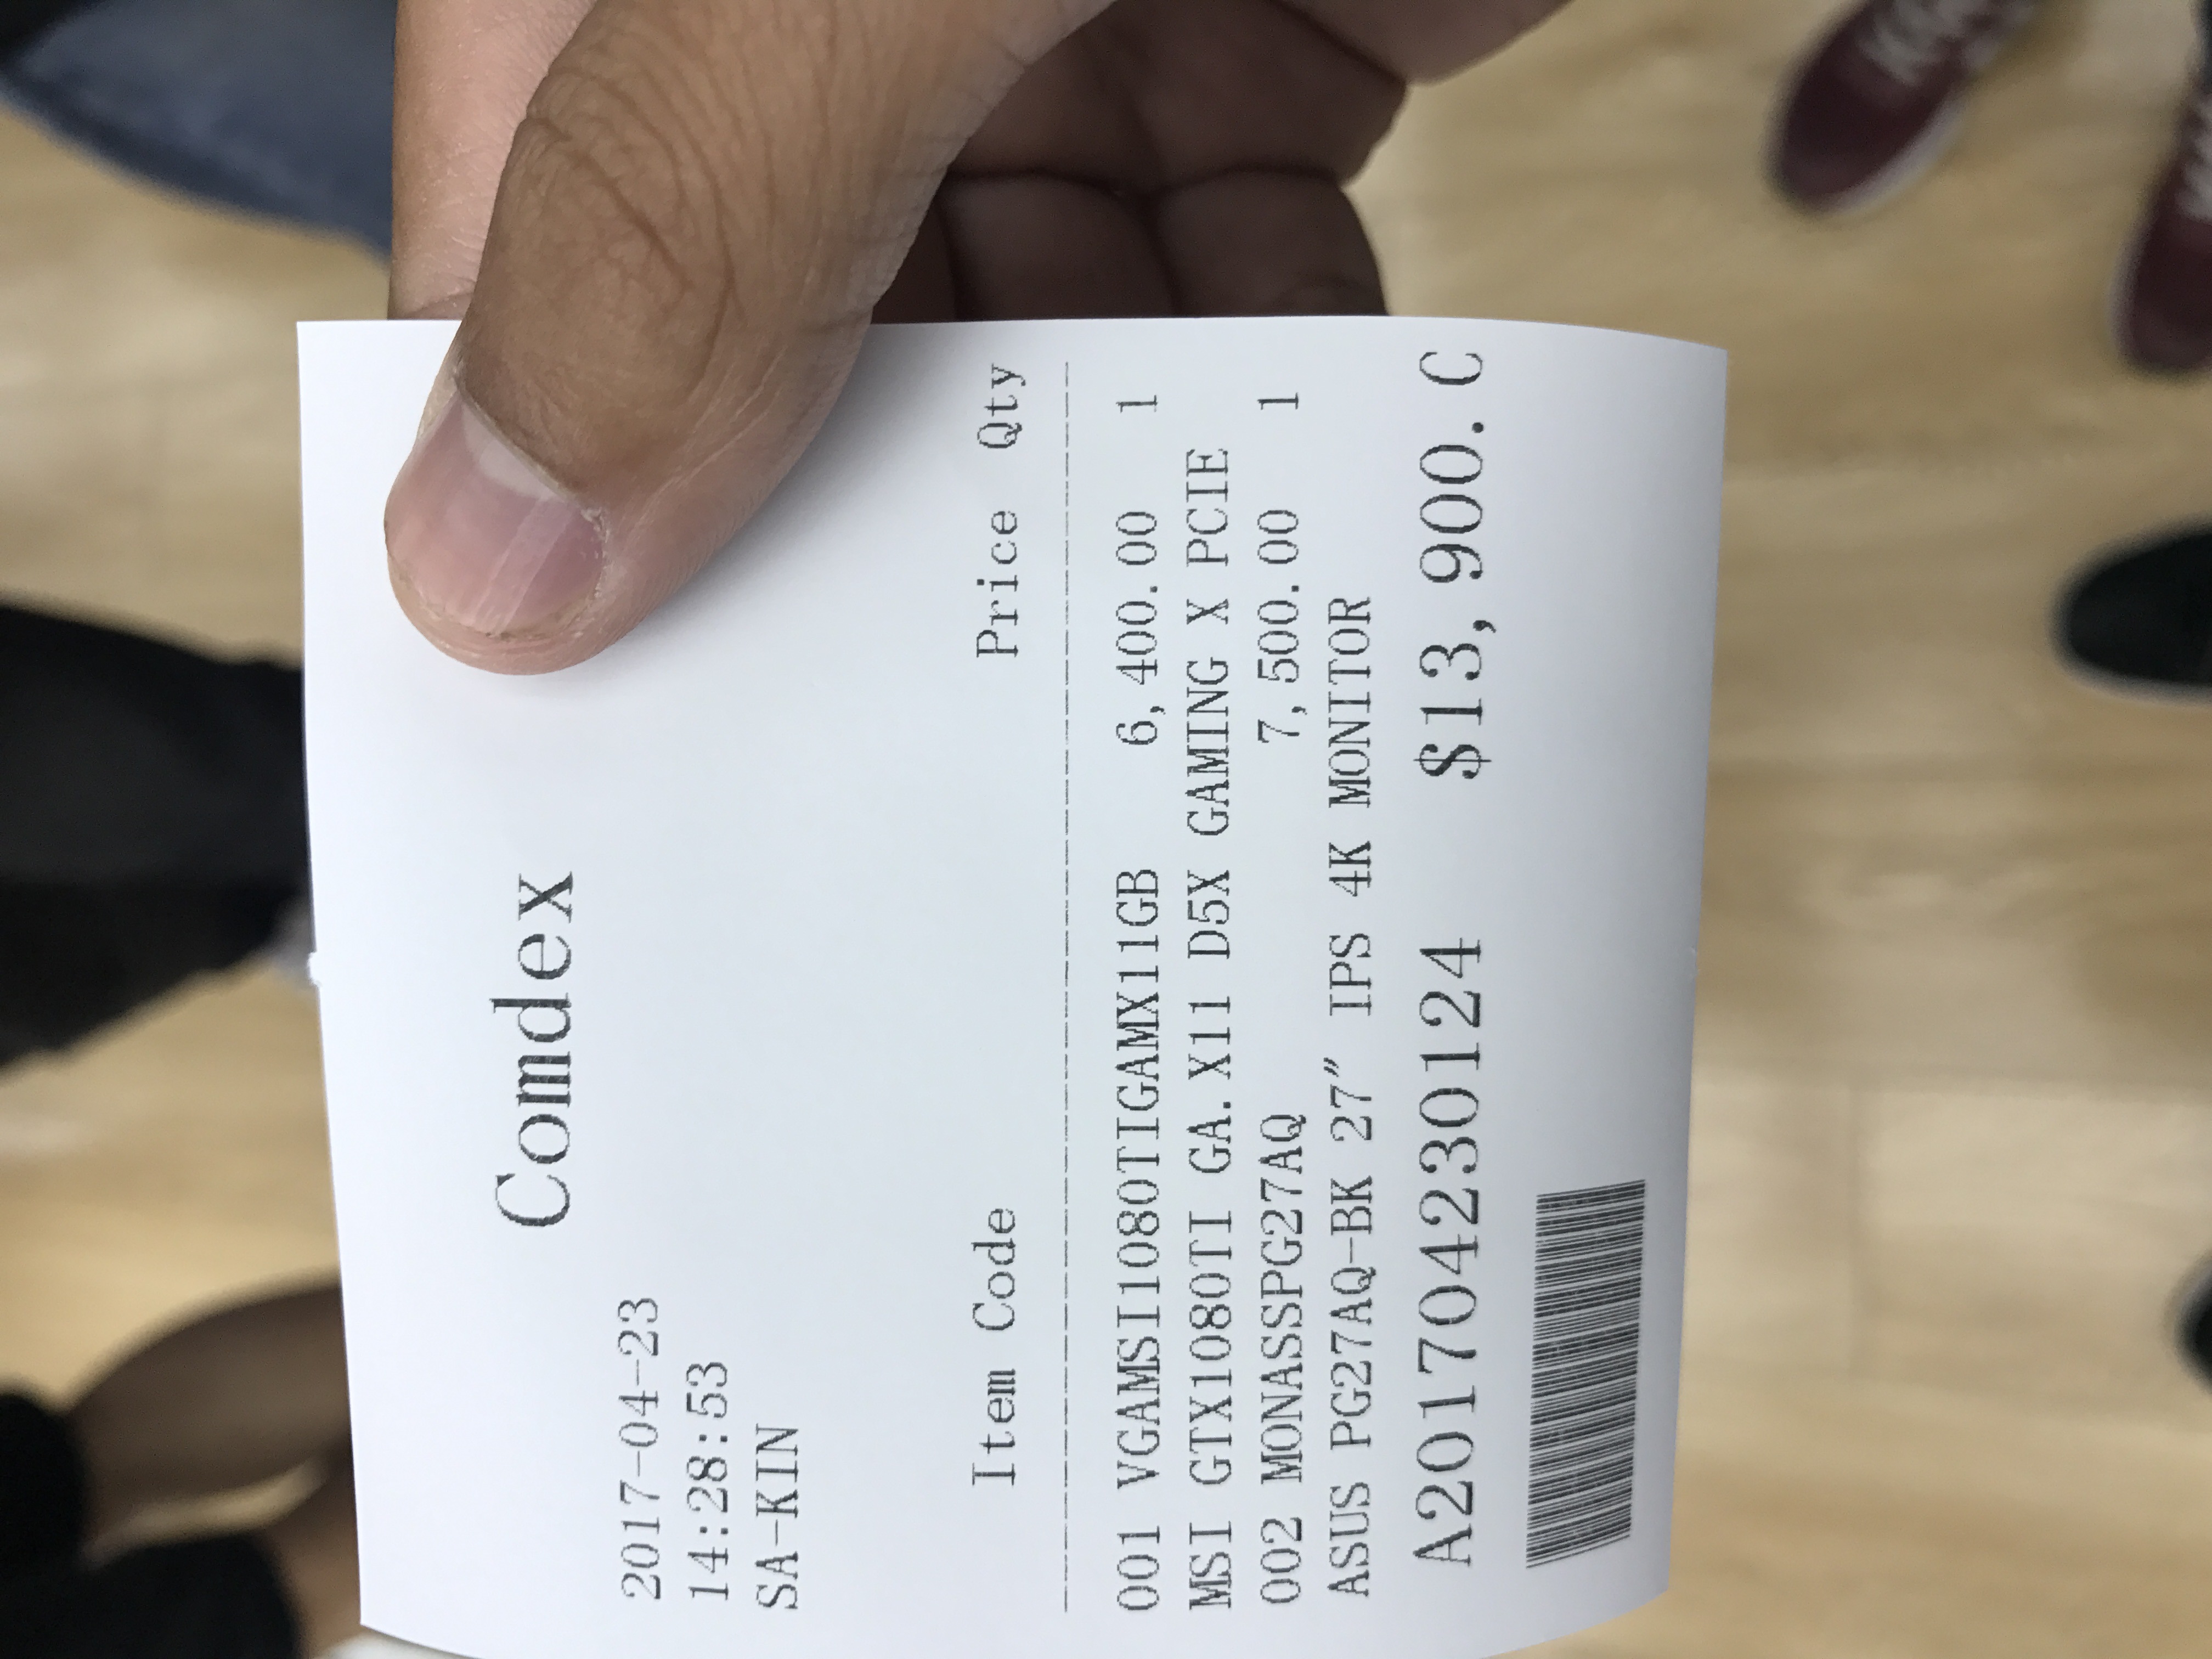 Comdex
2017-04-23
14:28:53
SA-KIN
Item Code Price Qty
001 VGAMSI1080TIGAMX11GB 6,400.00 1
MSI GTX1080TI GA.X11 D5X GAMING X PCIE
002 MONASSPG27AQ 7,500.00 1
ASUS PG27AQ-BK 27" IPS 4K MONITOR
A201704230124 $13,900.C